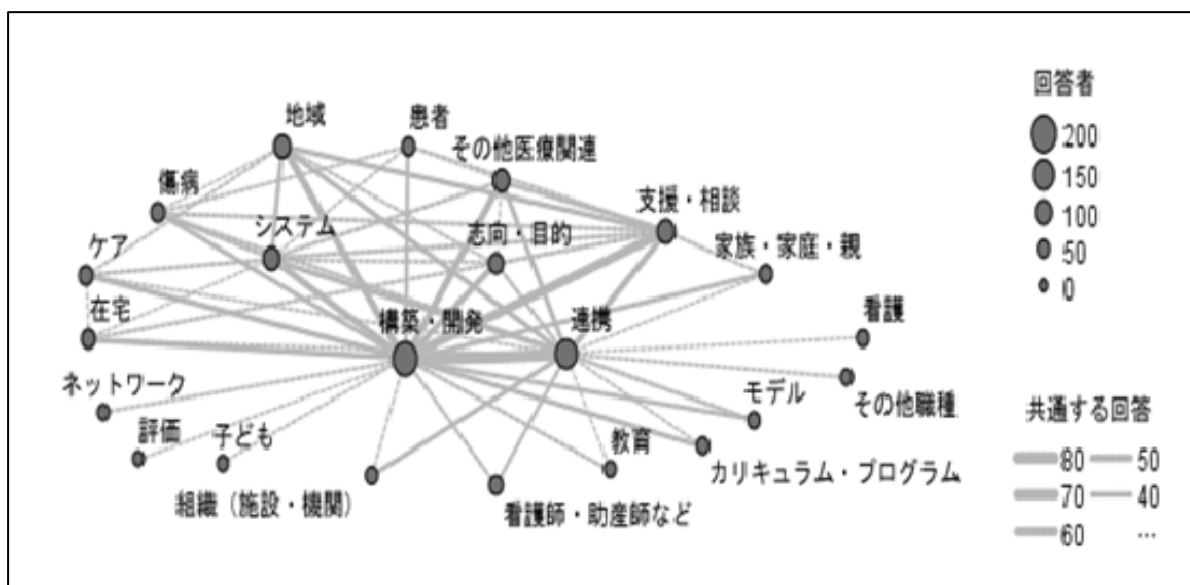 地域
患者
その他医療関連
傷病
システム
志向・目的
支援・相談
家族・家庭・親
ケア
在宅
構築・開発
連携
看護
ネットワーク
モデル
その他職種
評価
子ども
教育
カリキュラム・プログラム
組織（施設・機関）
看護師・助産師など
回答者
200
150
100
50
0
共通する回答
80 50
70 40
60 …